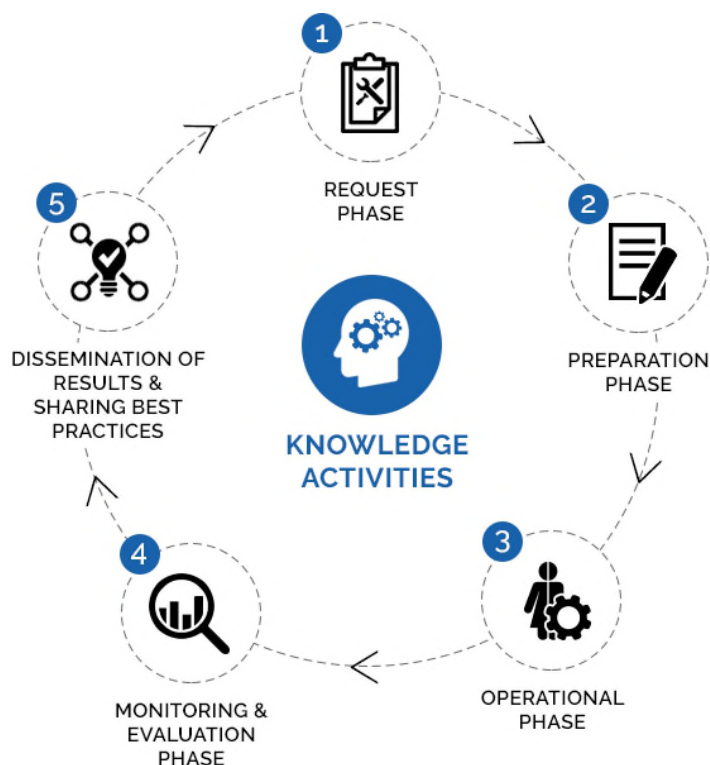 1
REQUEST
PHASE
2
PREPARATION
PHASE
3
OPERATIONAL
PHASE
4
MONITORING &
EVALUATION
PHASE
5
DISSEMINATION OF
RESULTS &
SHARING BEST
PRACTICES
KNOWLEDGE
ACTIVITIES